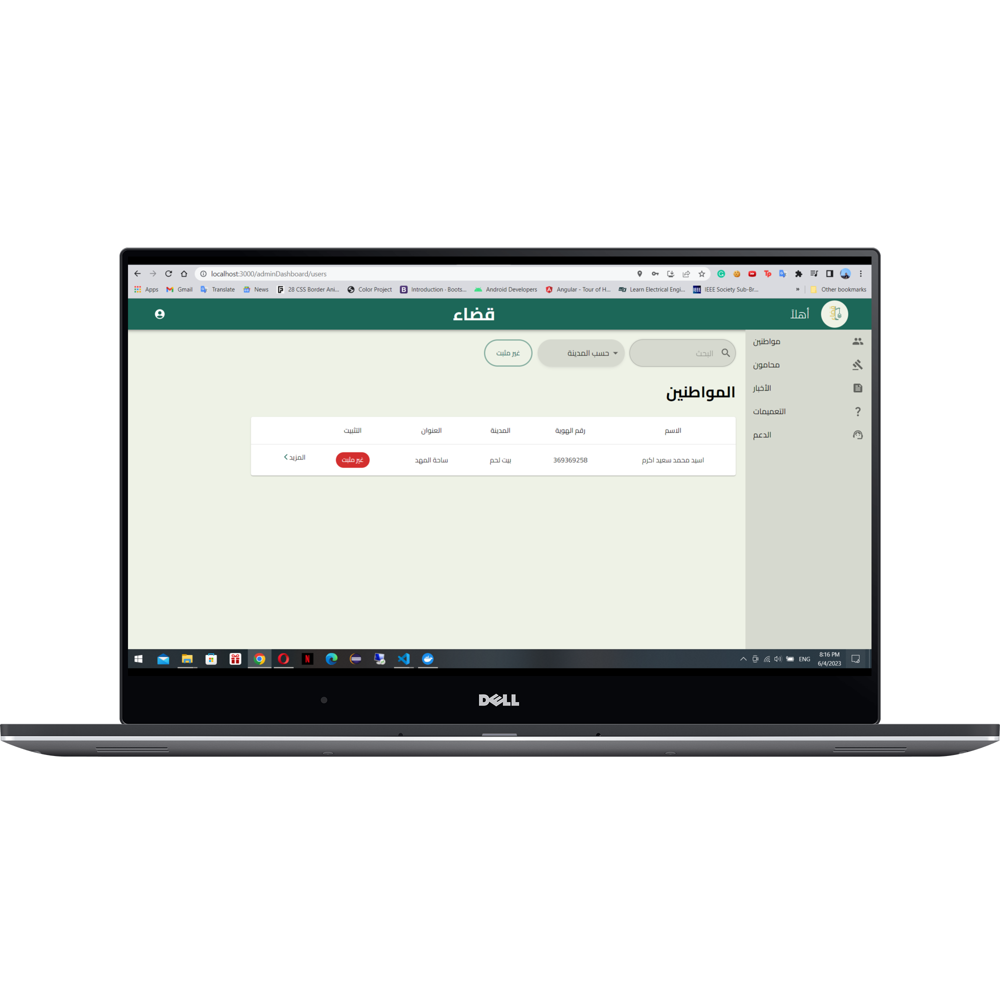 localhost:3000/adminDashboard/users
Apps Gmail Translate News 28 CSS Border Ani... Color Project B Introduction - Boots... Android Developers Angular - Tour of H... Learn Electrical Engi... IEEE IEEE Society Sub-Br... » Other bookmarks
أهلاً قضاء
مواطنين
محامون
الأخبار
التعميمات
الدعم
البحث حسب المدينة غير مثبت
المواطنين
الاسم رقم الهوية المدينة العنوان التثبيت
اسيد محمد سعيد اكرم 369369258 بيت لحم ساحة المهد غير مثبت المزيد
ENG 8:16 PM
6/4/2023
DELL